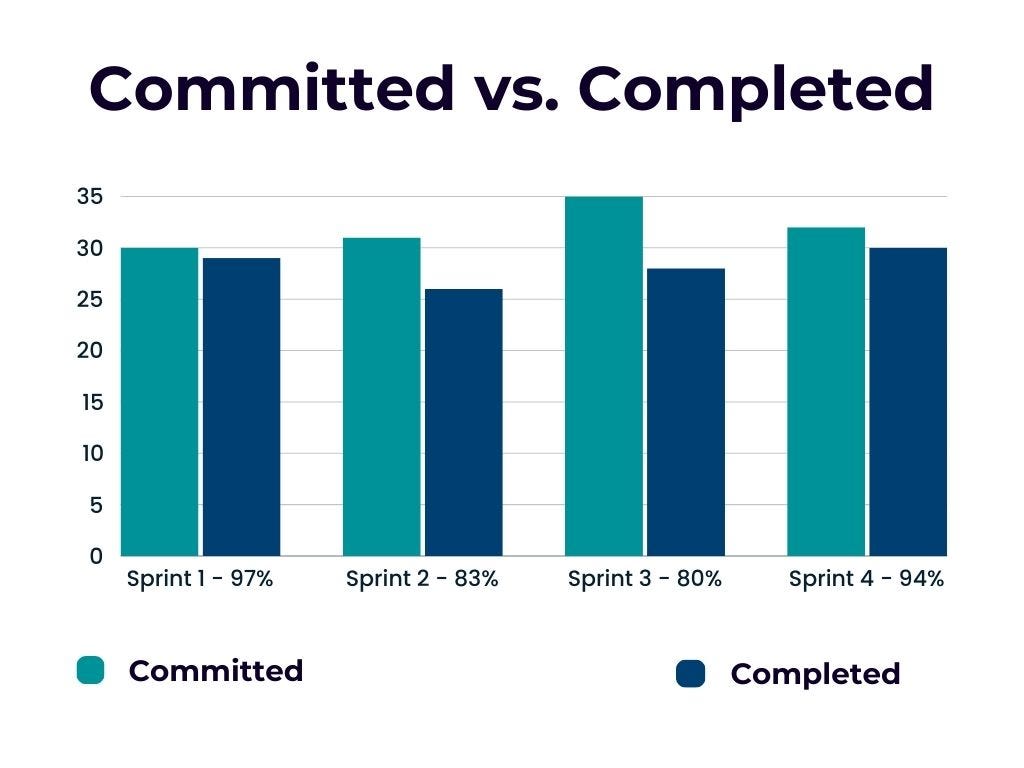 Committed vs. Completed
35
30
25
20
15
10
5
0
Sprint 1 - 97%
Sprint 2 - 83%
Sprint 3 - 80%
Sprint 4 - 94%
Committed
Completed